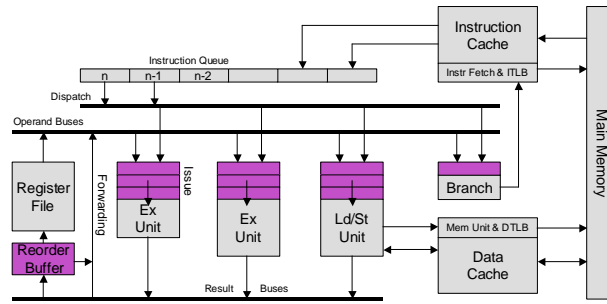 Instruction
Cache
Instr Fetch & ITLB
Instruction Queue
n
n-1
n-2
Dispatch
Operand Buses
Main Memory
Register
File
Forwarding
Issue
Ex
Unit
Ex
Unit
Ld/St
Unit
Branch
Reorder
Buffer
Mem Unit & DTLB
Data
Cache
Result Buses